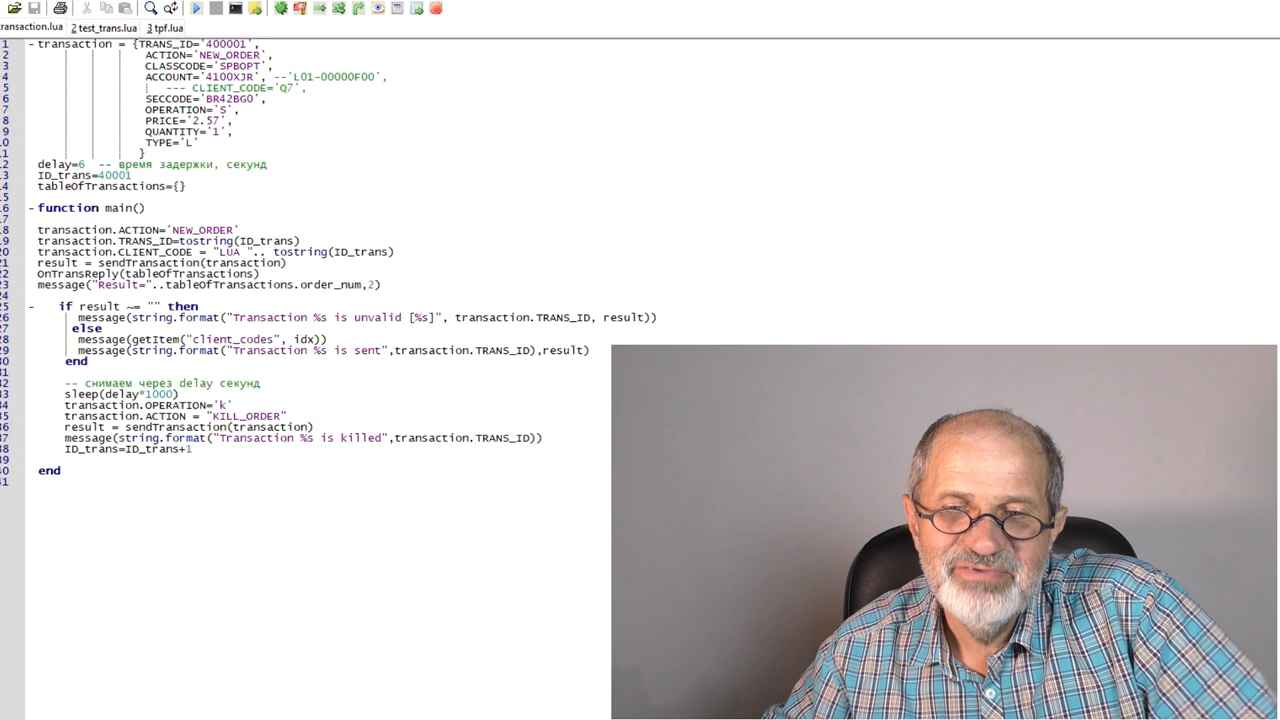 transaction.lua 2 test_trans.lua 3 tpf.lua
1 transaction = {TRANS_ID='400001',
2 ACTION='NEW_ORDER',
3 CLASSCODE='SPBOPT',
4 ACCOUNT='4100XJR', --'L01-00000F00',
5 --- CLIENT_CODE='Q7',
6 SECCODE='BR42BG0',
7 OPERATION='S',
8 PRICE='2.57',
9 QUANTITY='1',
10 TYPE='L'
11 }
12 delay=6 -- время задержки, секунд
13 ID_trans=40001
14 tableOfTransactions={}
15
16 function main()
17
18 transaction.ACTION='NEW_ORDER'
19 transaction.TRANS_ID=tostring(ID_trans)
20 transaction.CLIENT_CODE = "LUA ".. tostring(ID_trans)
21 result = sendTransaction(transaction)
22 OnTransReply(tableOfTransactions)
23 message("Result="..tableOfTransactions.order_num,2)
24
25 if result ~= "" then
26 message(string.format("Transaction %s is unvalid [%s]", transaction.TRANS_ID, result))
27 else
28 message(getItem("client_codes", idx))
29 message(string.format("Transaction %s is sent",transaction.TRANS_ID),result)
30 end
31
32 -- снимаем через delay секунд
33 sleep(delay*1000)
34 transaction.OPERATION='k'
35 transaction.ACTION = "KILL_ORDER"
36 result = sendTransaction(transaction)
37 message(string.format("Transaction %s is killed",transaction.TRANS_ID))
38 ID_trans=ID_trans+1
39
40 end
41